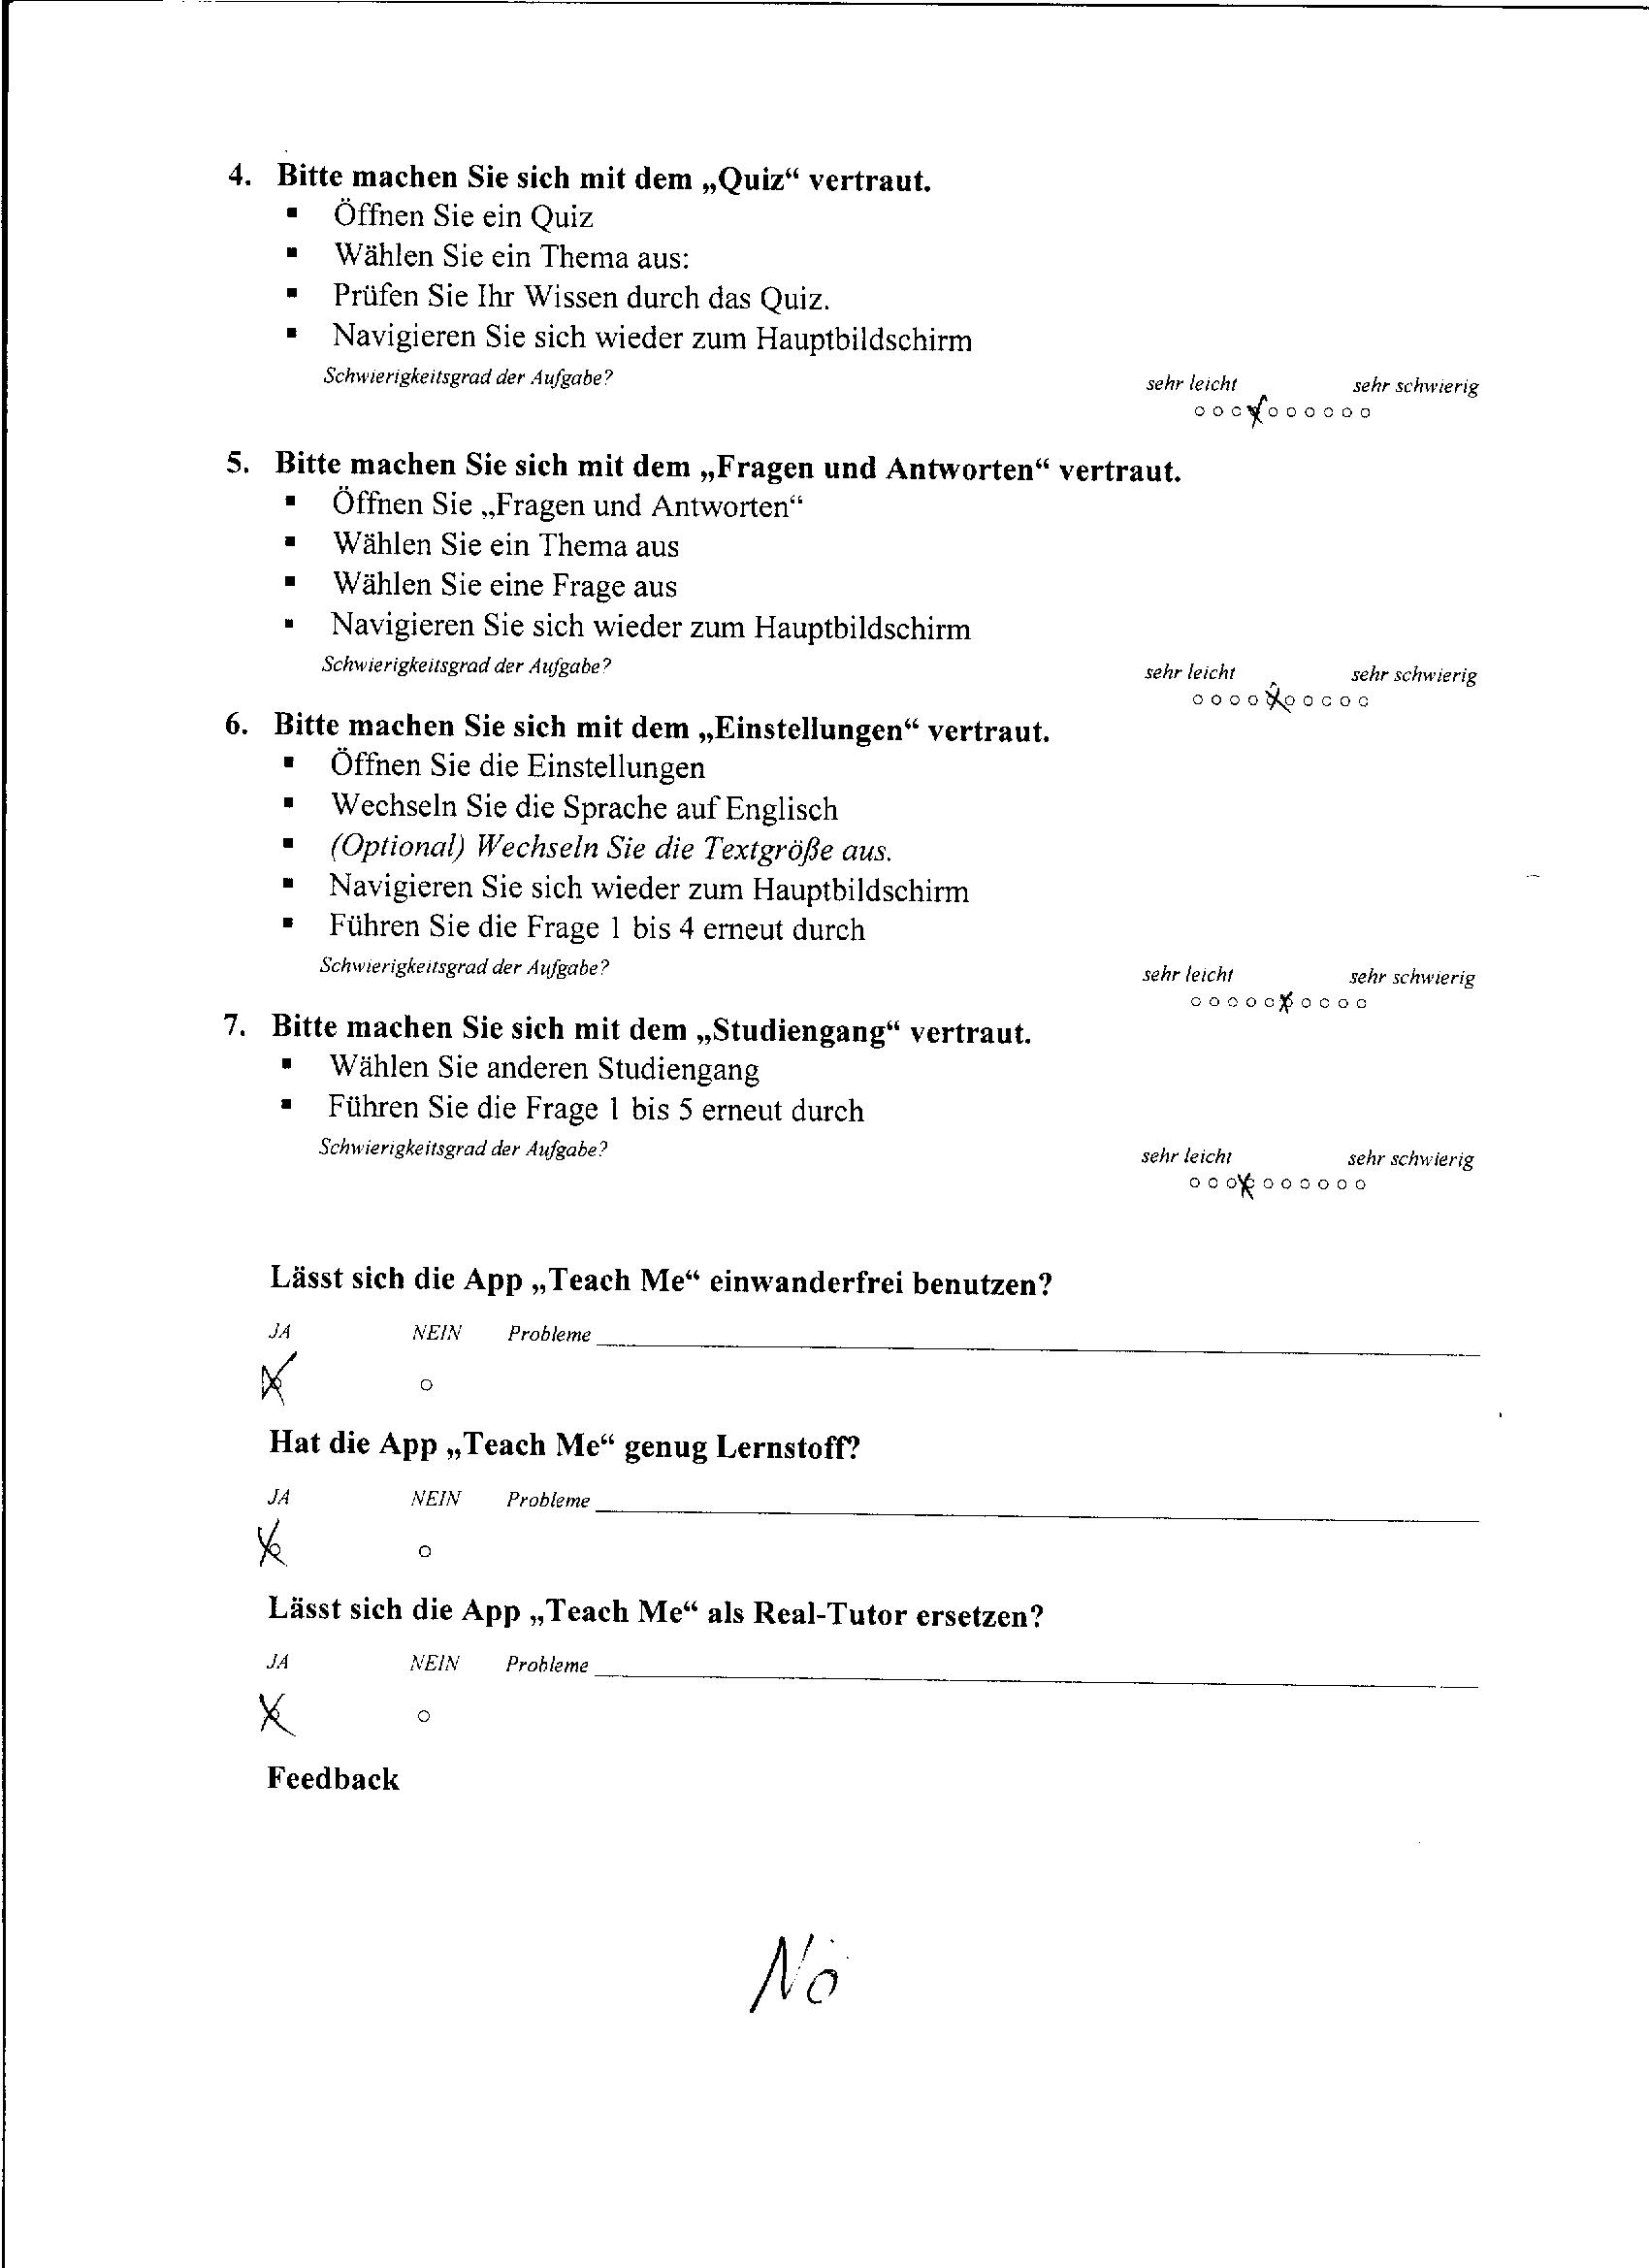 4. Bitte machen Sie sich mit dem „Quiz“ vertraut.
▪ Öffnen Sie ein Quiz
▪ Wählen Sie ein Thema aus:
▪ Prüfen Sie Ihr Wissen durch das Quiz.
▪ Navigieren Sie sich wieder zum Hauptbildschirm
Schwierigkeitsgrad der Aufgabe? sehr leicht sehr schwierig
5. Bitte machen Sie sich mit dem „Fragen und Antworten“ vertraut.
▪ Öffnen Sie „Fragen und Antworten“
▪ Wählen Sie ein Thema aus
▪ Wählen Sie eine Frage aus
▪ Navigieren Sie sich wieder zum Hauptbildschirm
Schwierigkeitsgrad der Aufgabe? sehr leicht sehr schwierig
6. Bitte machen Sie sich mit dem „Einstellungen“ vertraut.
▪ Öffnen Sie die Einstellungen
▪ Wechseln Sie die Sprache auf Englisch
▪ (Optional) Wechseln Sie die Textgröße aus.
▪ Navigieren Sie sich wieder zum Hauptbildschirm
▪ Führen Sie die Frage 1 bis 4 erneut durch
Schwierigkeitsgrad der Aufgabe? sehr leicht sehr schwierig
7. Bitte machen Sie sich mit dem „Studiengang“ vertraut.
▪ Wählen Sie anderen Studiengang
▪ Führen Sie die Frage 1 bis 5 erneut durch
Schwierigkeitsgrad der Aufgabe? sehr leicht sehr schwierig
Lässt sich die App „Teach Me“ einwanderfrei benutzen?
JA NEIN Probleme
Hat die App „Teach Me“ genug Lernstoff?
JA NEIN Probleme
Lässt sich die App „Teach Me“ als Real-Tutor ersetzen?
JA NEIN Probleme
Feedback
Nö